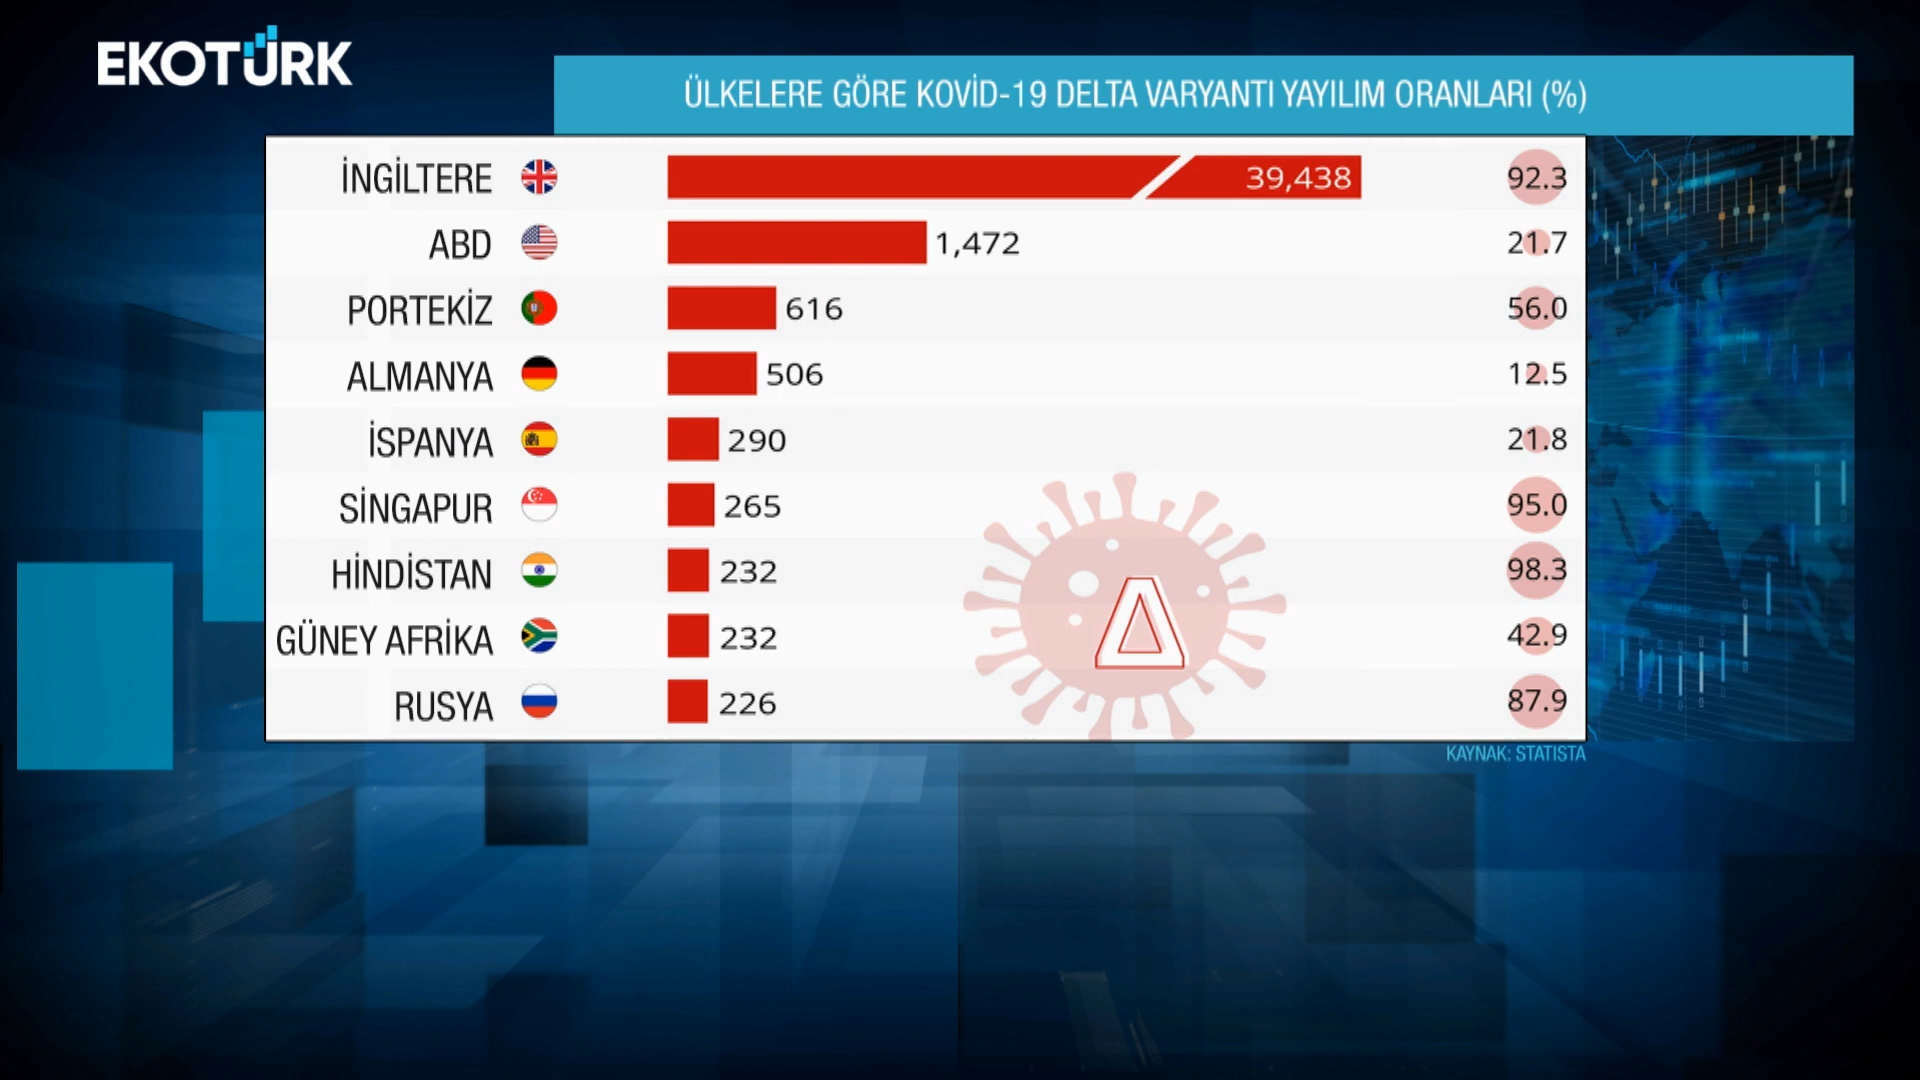 EKOTÜRK
ÜLKELERE GÖRE KOVİD-19 DELTA VARYANTI YAYILIM ORANLARI (%)
İNGİLTERE 39,438 92.3
ABD 1,472 21.7
PORTEKİZ 616 56.0
ALMANYA 506 12.5
İSPANYA 290 21.8
SİNGAPUR 265 95.0
HİNDİSTAN 232 98.3
GÜNEY AFRİKA 232 42.9
RUSYA 226 87.9
Δ
KAYNAK: STATISTA